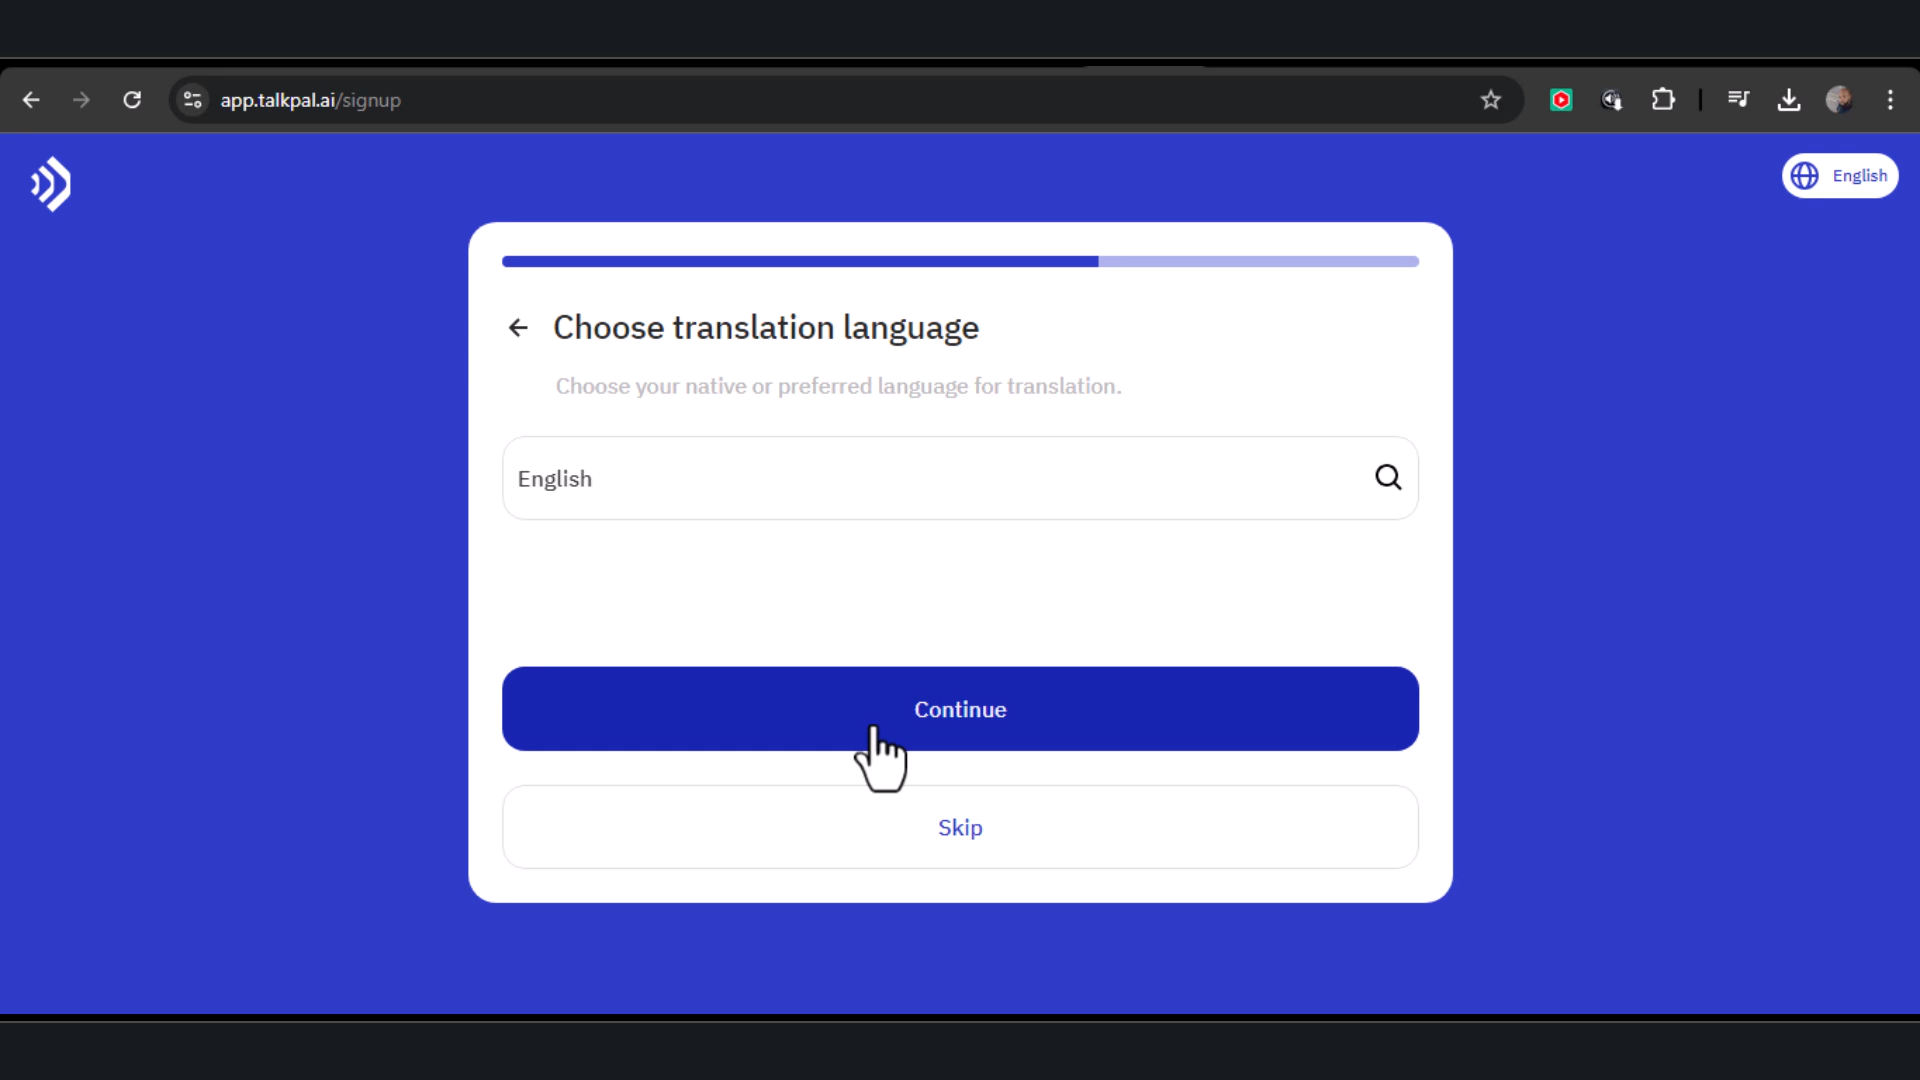 app.talkpal.ai/signup
English
Choose translation language
Choose your native or preferred language for translation.
English
Continue
Skip